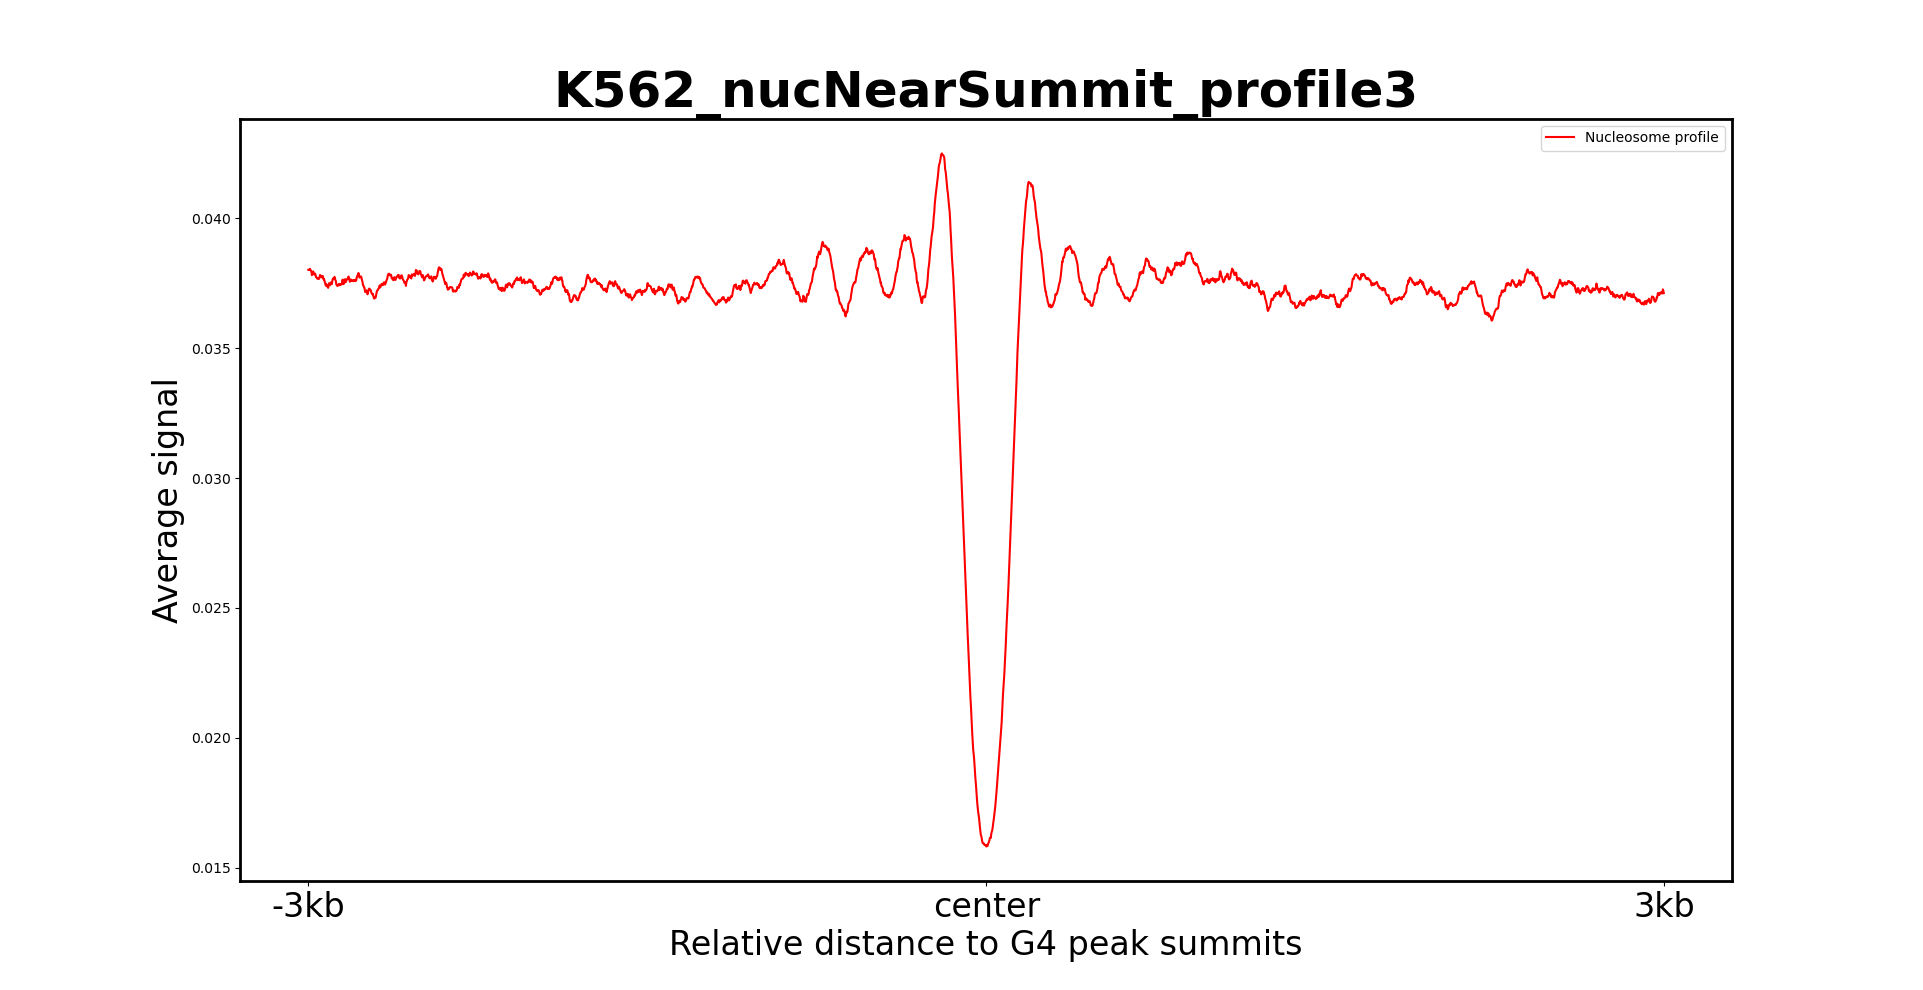 K562_nucNearSummit_profile3
Nucleosome profile
0.040
0.035
0.030
0.025
0.020
0.015
Average signal
-3kb
center
3kb
Relative distance to G4 peak summits